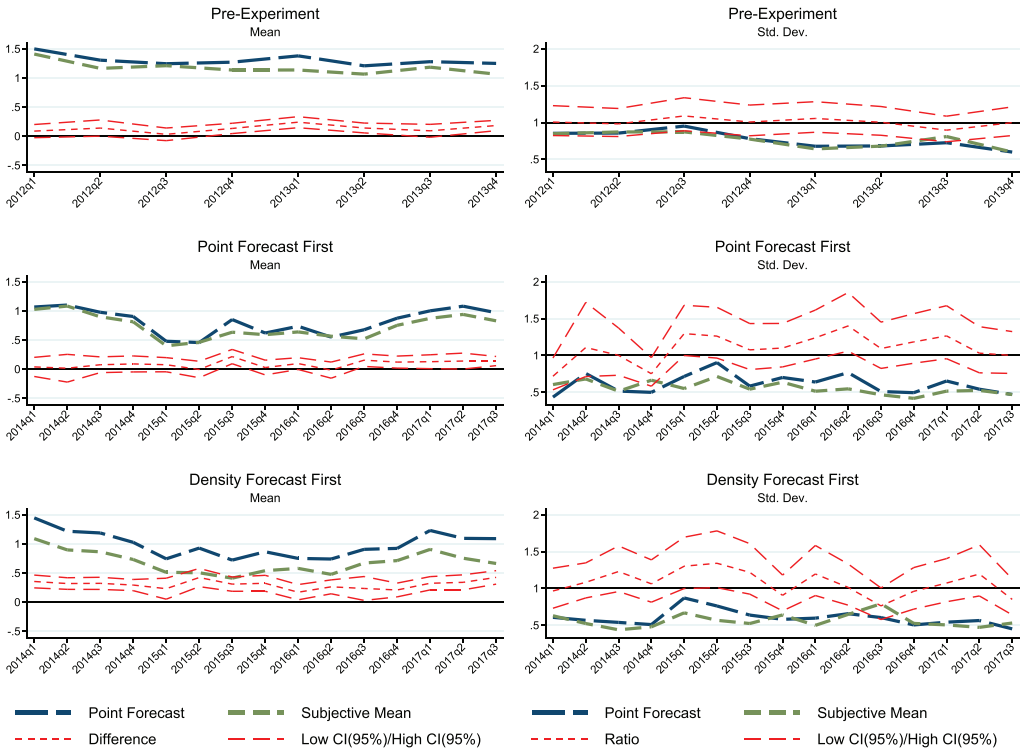 Pre-Experiment
Mean
1.5
1
.5
0
-.5
2012q1 2012q2 2012q3 2012q4 2013q1 2013q2 2013q3 2013q4
Pre-Experiment
Std. Dev.
2
1.5
1
.5
2012q1 2012q2 2012q3 2012q4 2013q1 2013q2 2013q3 2013q4
Point Forecast First
Mean
1.5
1
.5
0
-.5
2014q1 2014q2 2014q3 2014q4 2015q1 2015q2 2015q3 2015q4 2016q1 2016q2 2016q3 2016q4 2017q1 2017q2 2017q3
Point Forecast First
Std. Dev.
2
1.5
1
.5
2014q1 2014q2 2014q3 2014q4 2015q1 2015q2 2015q3 2015q4 2016q1 2016q2 2016q3 2016q4 2017q1 2017q2 2017q3
Density Forecast First
Mean
1.5
1
.5
0
-.5
2014q1 2014q2 2014q3 2014q4 2015q1 2015q2 2015q3 2015q4 2016q1 2016q2 2016q3 2016q4 2017q1 2017q2 2017q3
Density Forecast First
Std. Dev.
2
1.5
1
.5
2014q1 2014q2 2014q3 2014q4 2015q1 2015q2 2015q3 2015q4 2016q1 2016q2 2016q3 2016q4 2017q1 2017q2 2017q3
Point Forecast Subjective Mean
Difference Low CI(95%)/High CI(95%)
Point Forecast Subjective Mean
Ratio Low CI(95%)/High CI(95%)